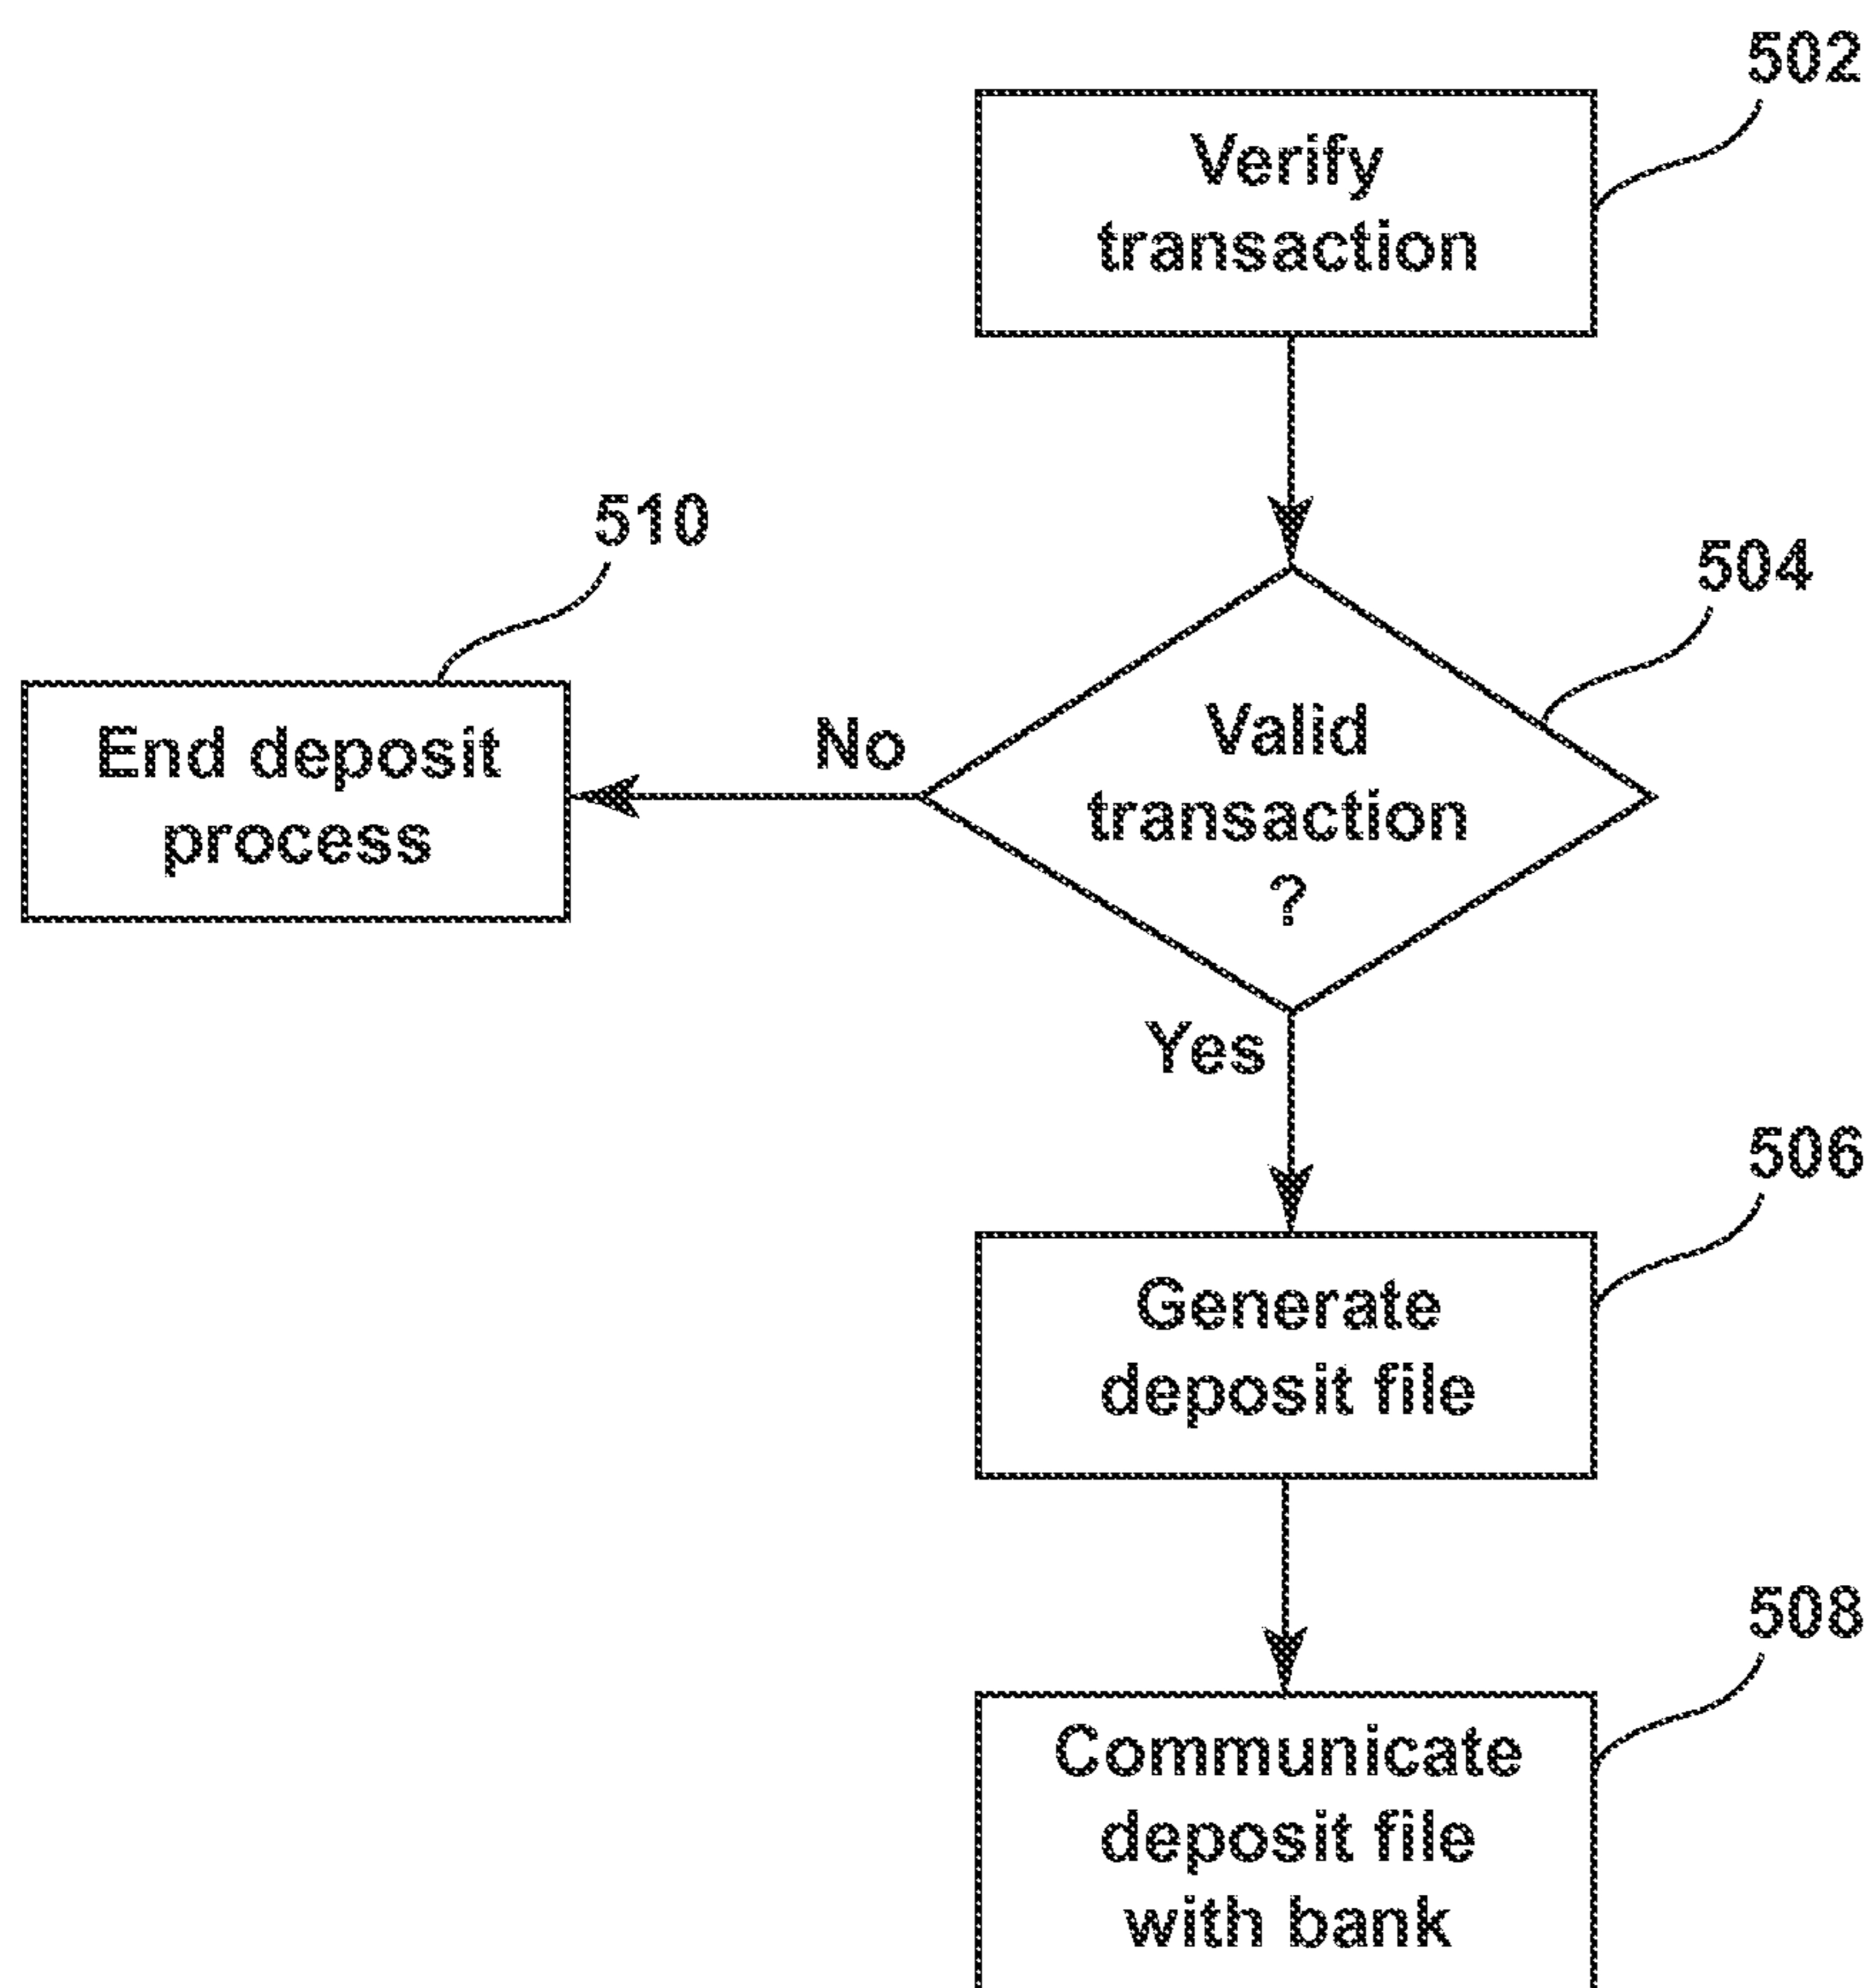 502
Verify
transaction
510
504
End deposit
process
No
Valid
transaction
?
Yes
506
Generate
deposit file
508
Communicate
deposit file
with bank